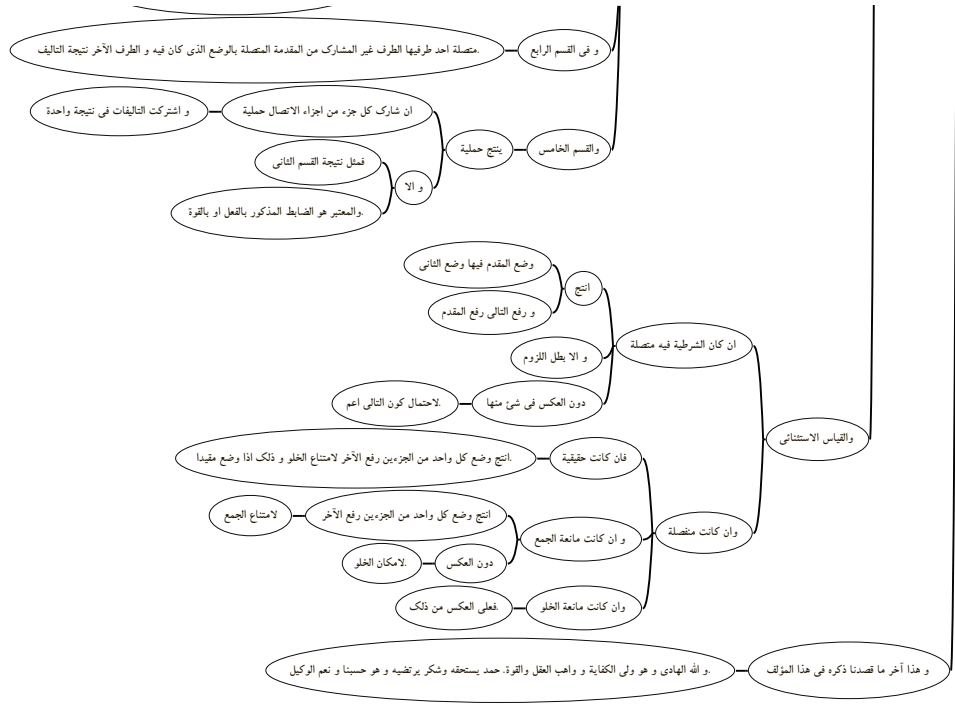 و فى القسم الرابع
متصلة احد طرفيها الطرف غير المشارك من المقدمة المتصلة بالوضع الذى كان فيه و الطرف الآخر نتيجة التاليف.
والقسم الخامس
ينتج حملية
ان شارك كل جزء من اجزاء الاتصال حملية
و اشتركت التاليفات فى نتيجة واحدة
و الا
فمثل نتيجة القسم الثانى
والمعتبر هو الضابط المذكور بالفعل او بالقوة.
والقياس الاستثنائى
ان كان الشرطية فيه متصلة
انتج
وضع المقدم فيها وضع الثانى
و رفع التالى رفع المقدم
و الا بطل اللزوم
دون العكس فى شئ منها
لاحتمال كون التالى اعم.
وان كانت منفصلة
فان كانت حقيقية
انتج وضع كل واحد من الجزءين رفع الآخر لامتناع الخلو و ذلك اذا وضع مقيدا.
و ان كانت مانعة الجمع
انتج وضع كل واحد من الجزءين رفع الآخر
لامتناع الجمع
دون العكس
لامكان الخلو.
وان كانت مانعة الخلو
فعلى العكس من ذلک.
و هذا آخر ما قصدنا ذكره فى هذا المؤلف
و الله الهادى و هو ولى الكفاية و واهب العقل والقوة. حمد يستحقه وشكر يرتضيه و هو حسبنا و نعم الوكيل.